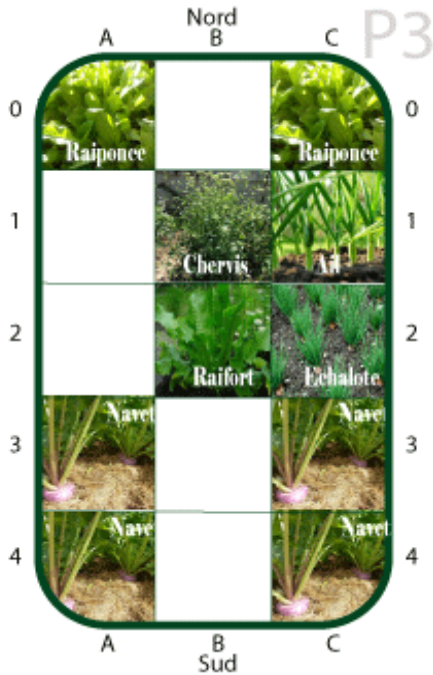 Nord
P3
A B C
0 Raiponce Raiponce 0
1 Chervis Ail 1
2 Raifort Echalote 2
3 Navet Navet 3
4 Navet Navet 4
A B C
Sud